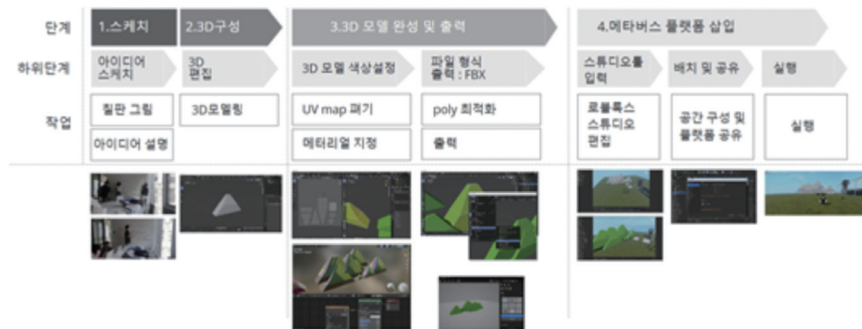 단계
1.스케치
2.3D구성
3.3D 모델 완성 및 출력
4.메타버스 플랫폼 삽입
하위단계
아이디어
스케치
3D
편집
3D 모델 색상설정
파일 형식
출력 : FBX
스튜디오툴
입력
배치 및 공유
실행
작업
칠판 그림
3D모델링
UV map 펴기
poly 최적화
로블록스
스튜디오
편집
공간 구성 및
플랫폼 공유
실행
아이디어 설명
메터리얼 지정
출력